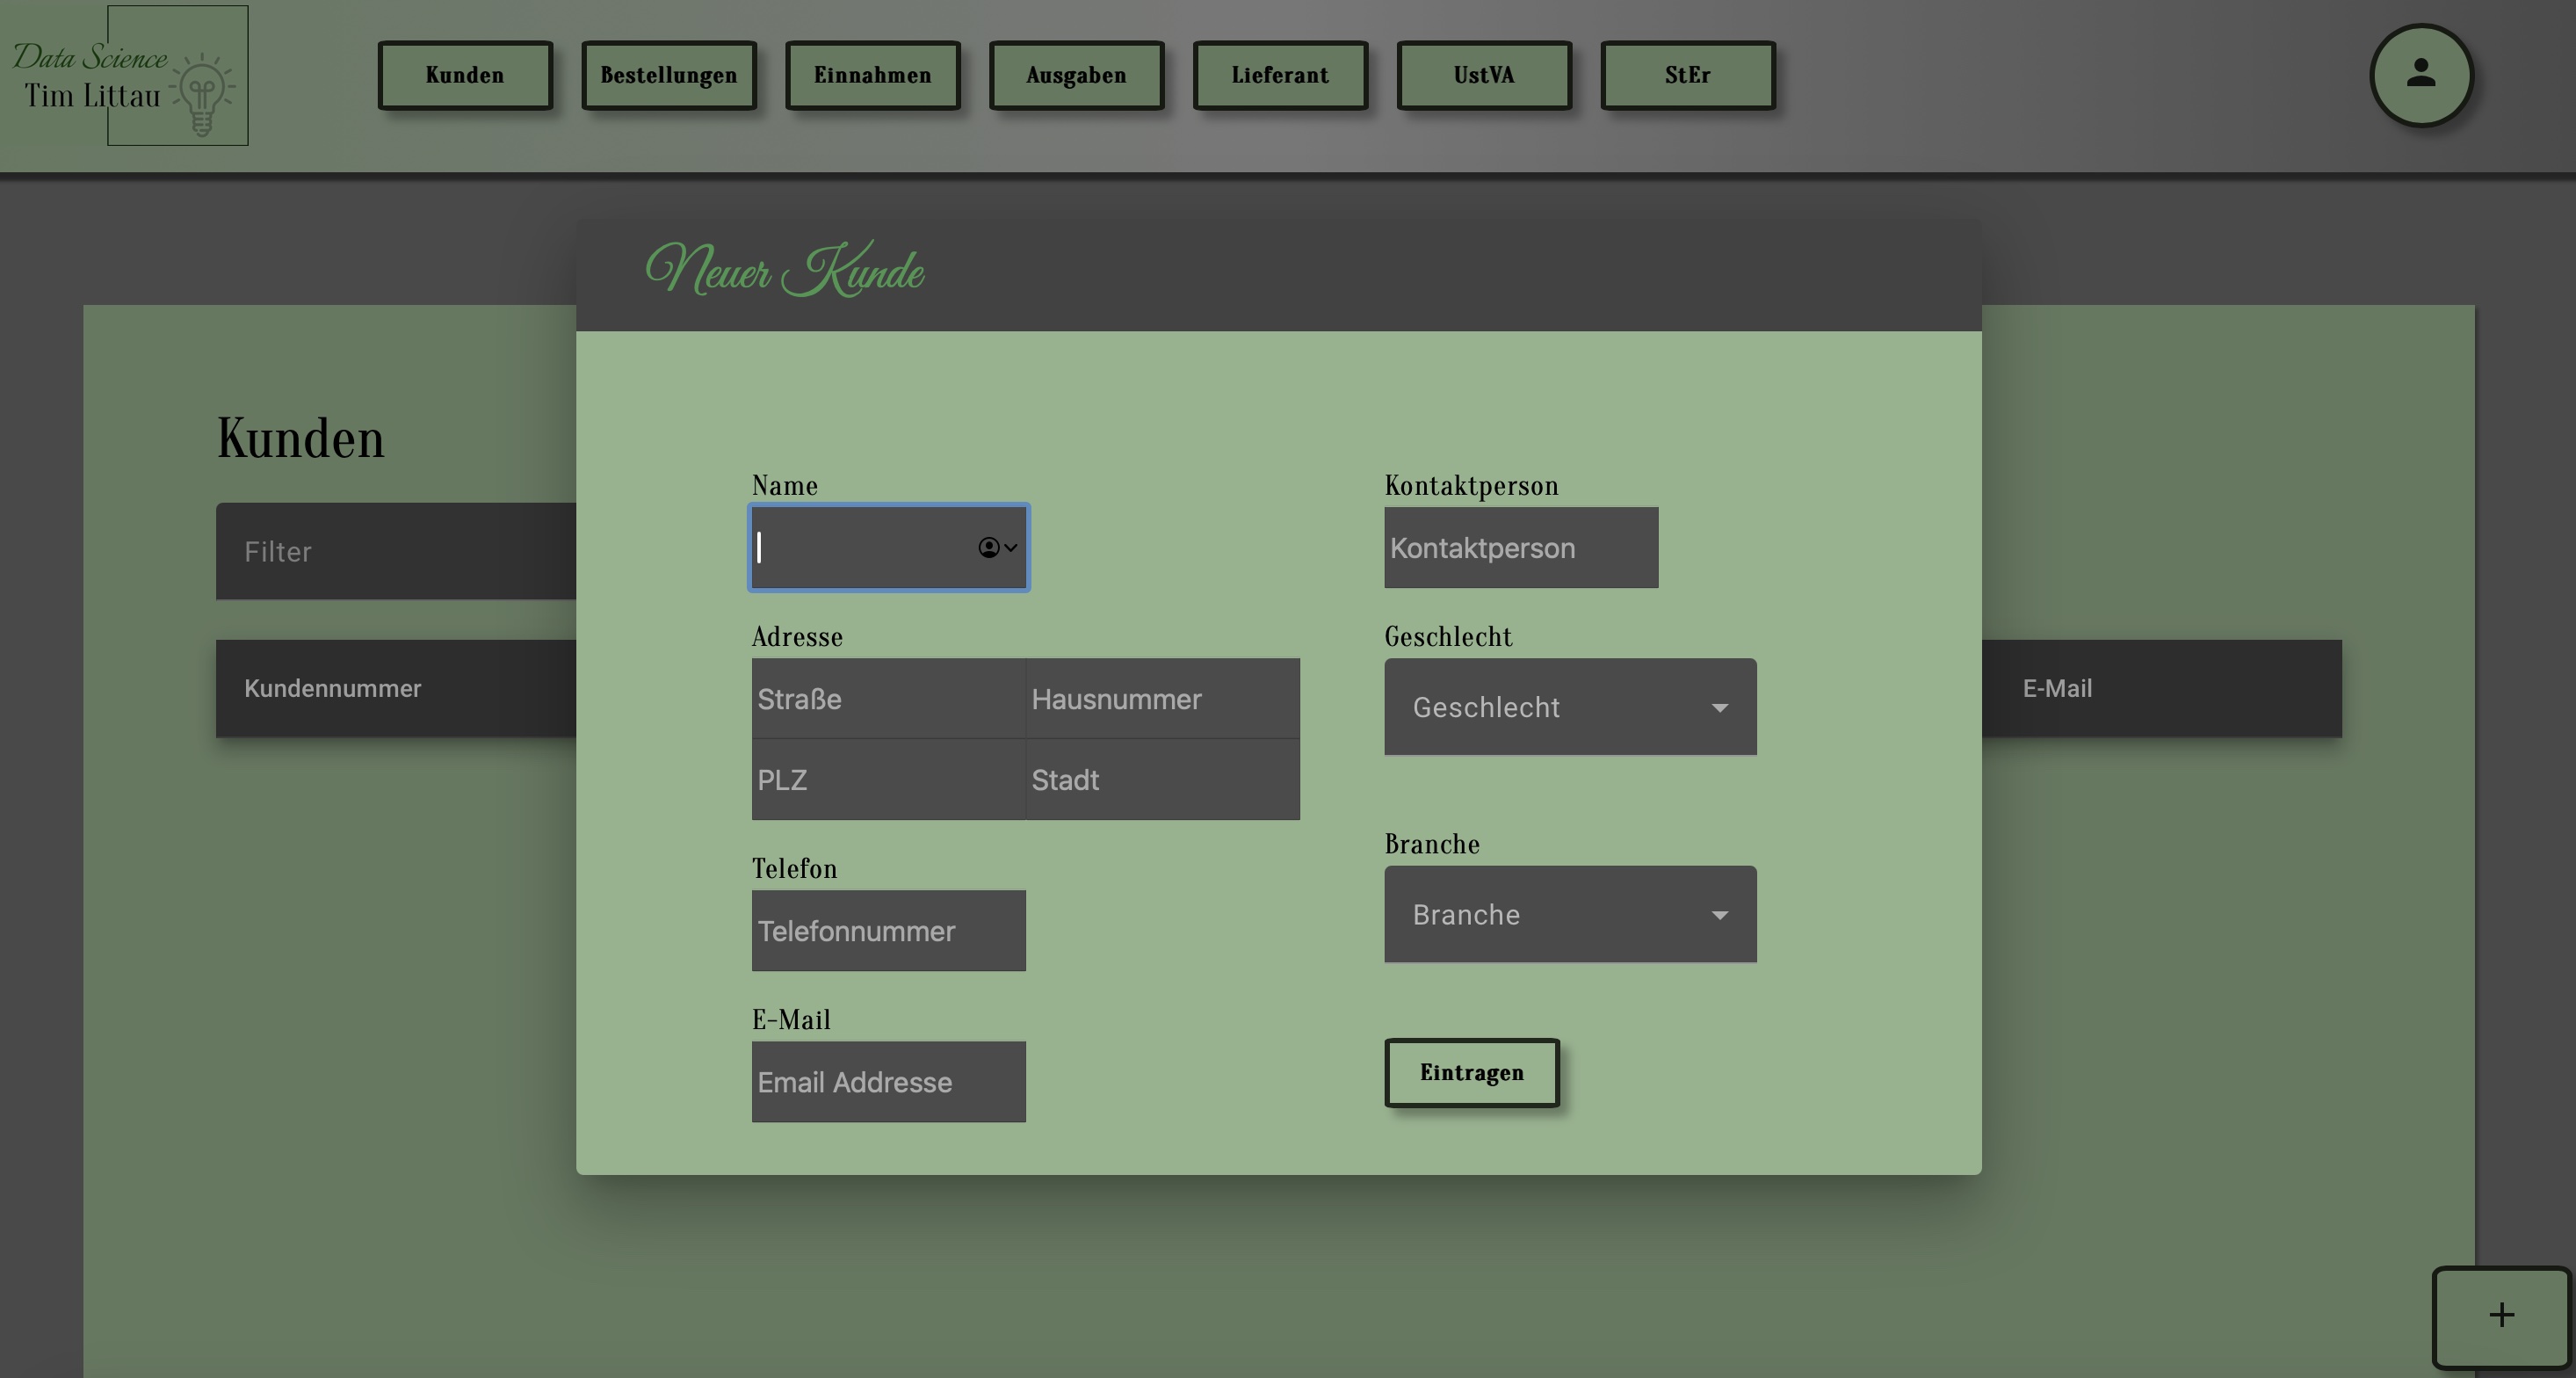 Data Science
Tim Littau
Kunden
Bestellungen
Einnahmen
Ausgaben
Lieferant
UstVA
StEr
Neuer Kunde
Kunden
Filter
Kundennummer
E-Mail
Name
Kontaktperson
Kontaktperson
Adresse
Straße
Hausnummer
PLZ
Stadt
Geschlecht
Geschlecht
Telefon
Telefonnummer
Branche
Branche
E-Mail
Email Addresse
Eintragen
+